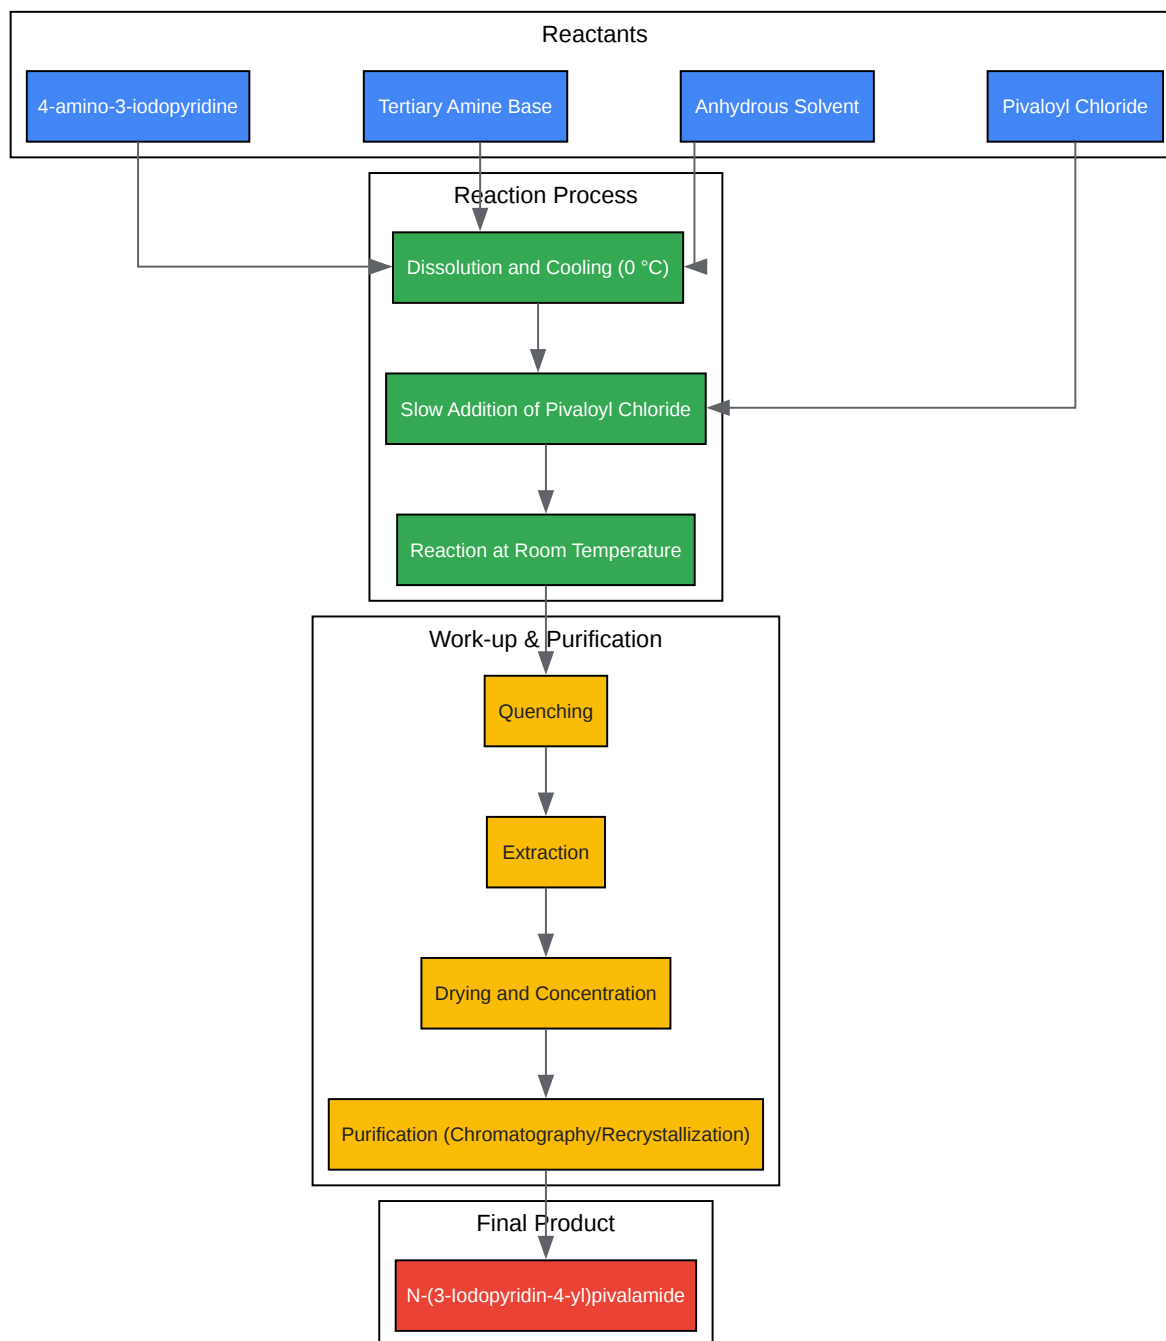 Reactants
4-amino-3-iodopyridine
Tertiary Amine Base
Anhydrous Solvent
Pivaloyl Chloride
Reaction Process
Dissolution and Cooling (0 °C)
Slow Addition of Pivaloyl Chloride
Reaction at Room Temperature
Work-up & Purification
Quenching
Extraction
Drying and Concentration
Purification (Chromatography/Recrystallization)
Final Product
N-(3-Iodopyridin-4-yl)pivalamide